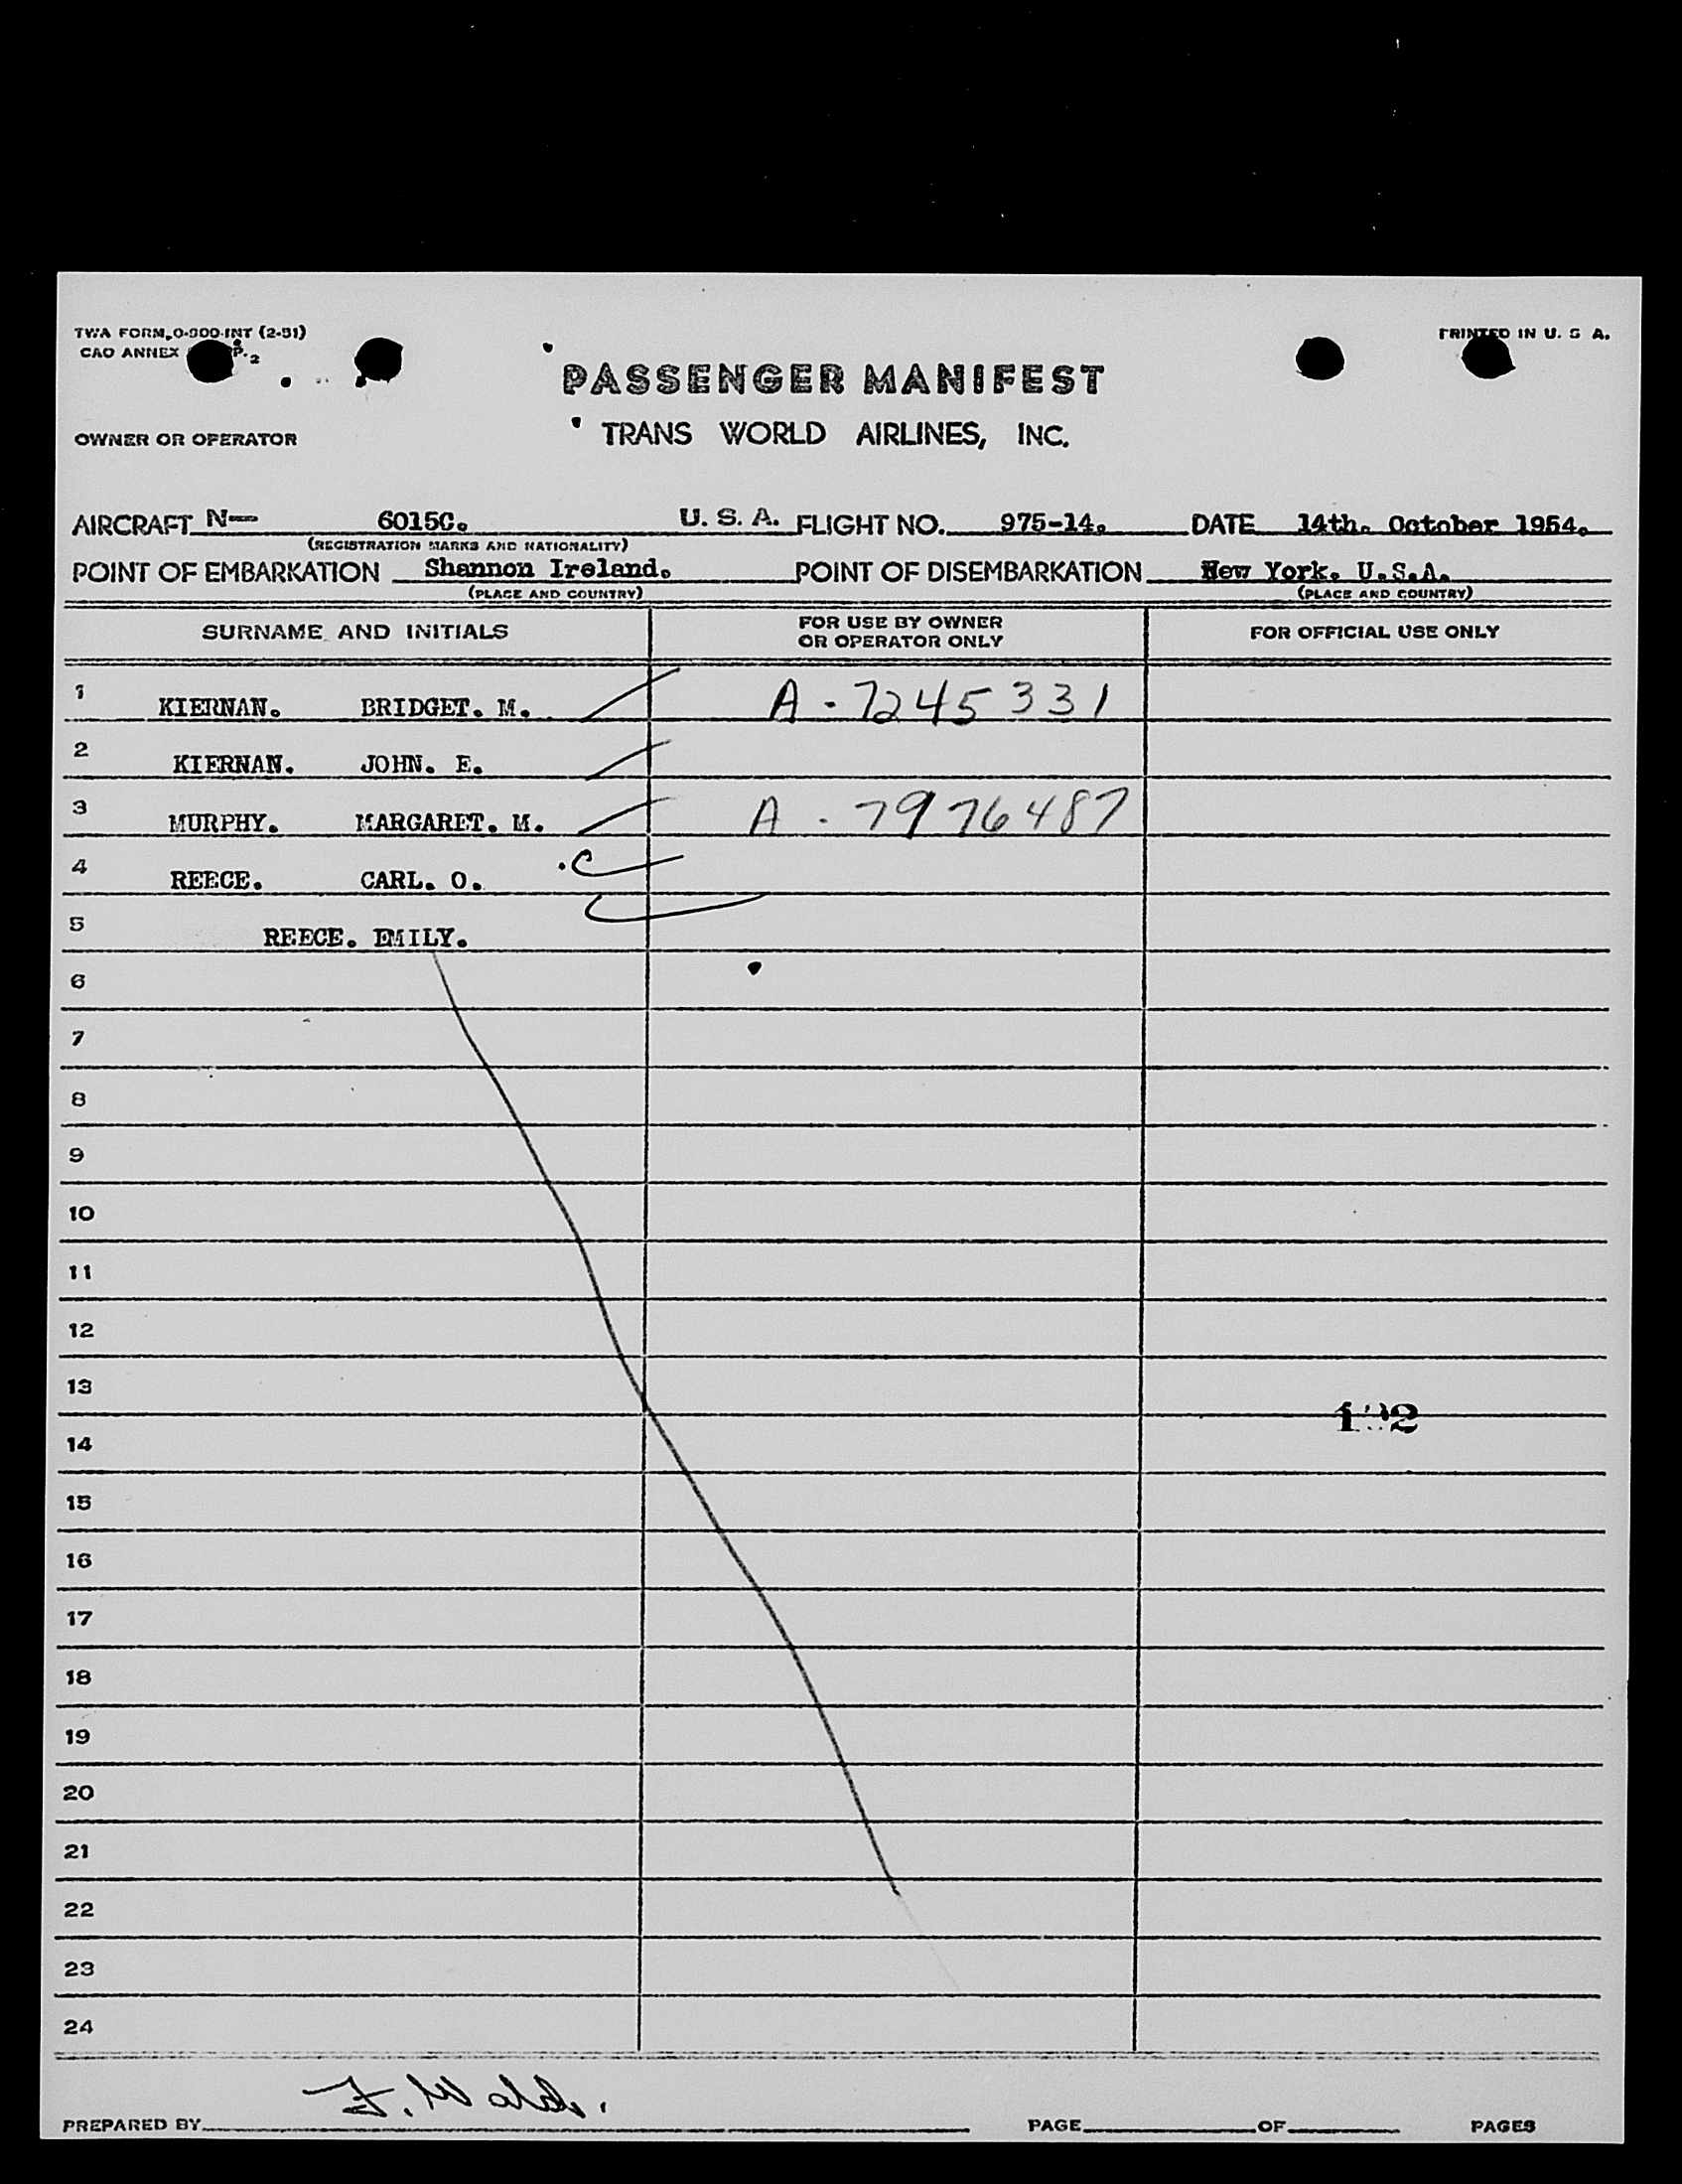 TWA FORM 0-900-INT (2-51)
PRINTED IN U. S A.
CAO ANNEX P. 2
PASSENGER MANIFEST
OWNER OR OPERATOR
TRANS WORLD AIRLINES, INC.
AIRCRAFT N— 6015C. U. S. A. FLIGHT NO. 975-14. DATE 14th. October 1954.
(REGISTRATION MARKS AND NATIONALITY)
POINT OF EMBARKATION Shannon Ireland. POINT OF DISEMBARKATION New York. U.S.A.
(PLACE AND COUNTRY) (PLACE AND COUNTRY)
SURNAME AND INITIALS FOR USE BY OWNER OR OPERATOR ONLY FOR OFFICIAL USE ONLY
1 KIERNAN. BRIDGET. M. A - 7245331
2 KIERNAN. JOHN. E.
3 MURPHY. MARGARET. M. A - 7976487
4 REECE. CARL. O. .C
5 REECE. EMILY.
6
7
8
9
10
11
12
13
14
15
16
17
18
19
20
21
22
23
24
PREPARED BY PAGE OF PAGES